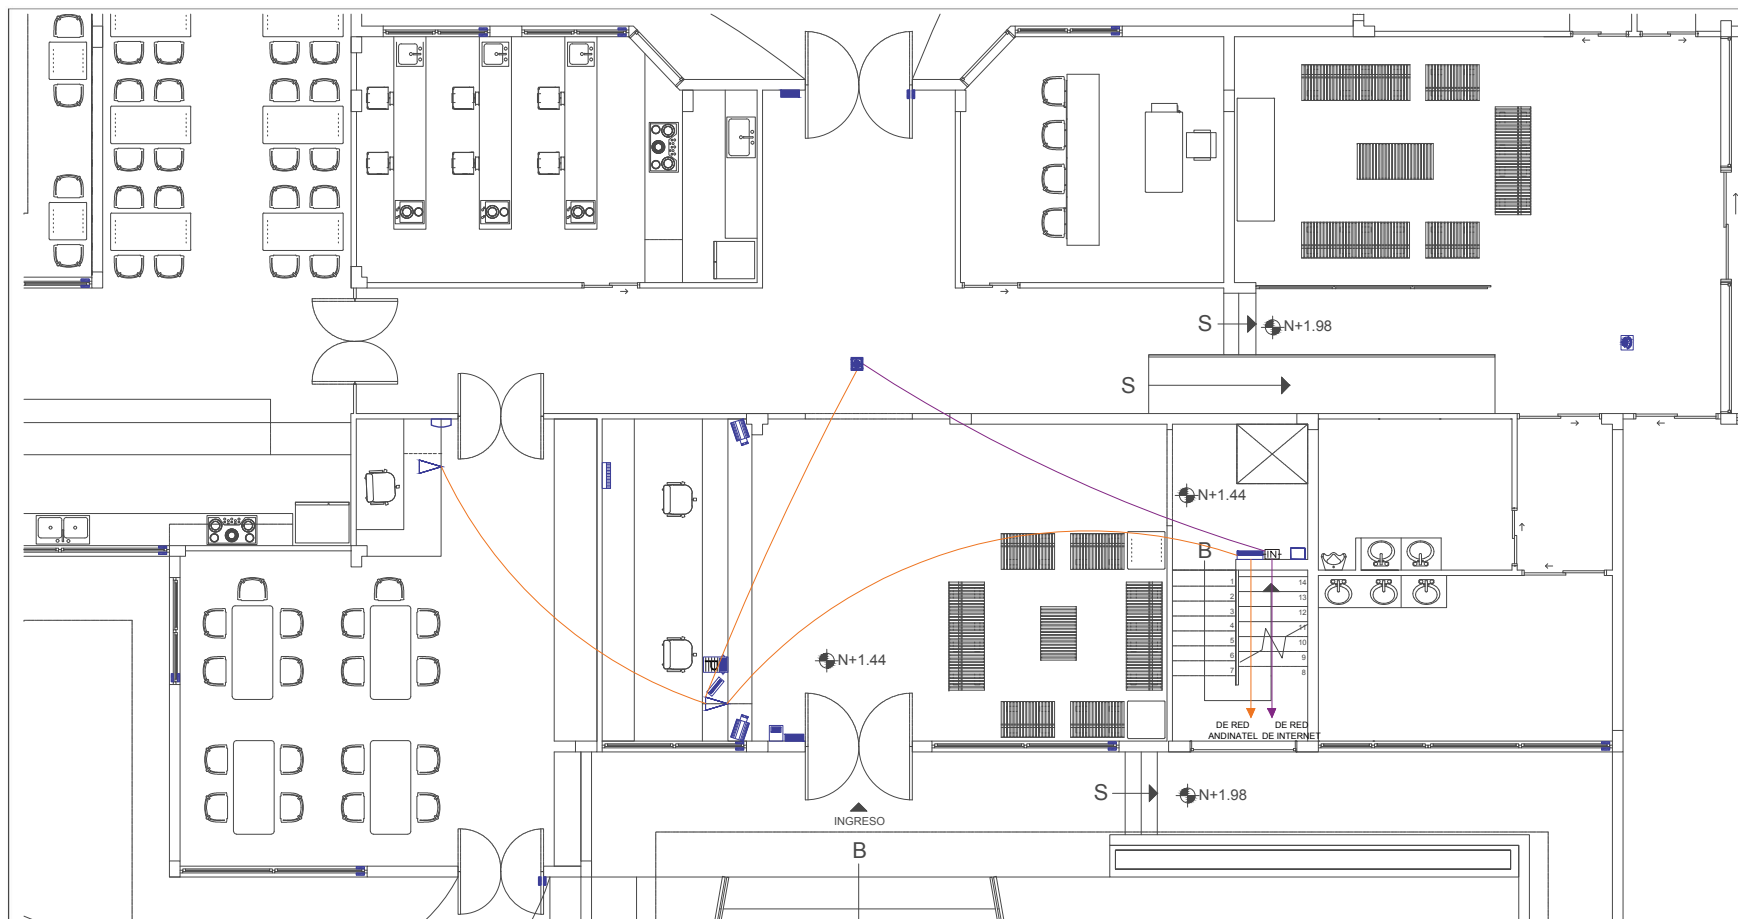 S
N+1.98
S
N+1.44
B
IN
1
14
2
13
3
12
4
11
5
10
6
9
7
8
P
N+1.44
DE RED
ANDINATEL
DE RED
DE INTERNET
S
N+1.98
INGRESO
B